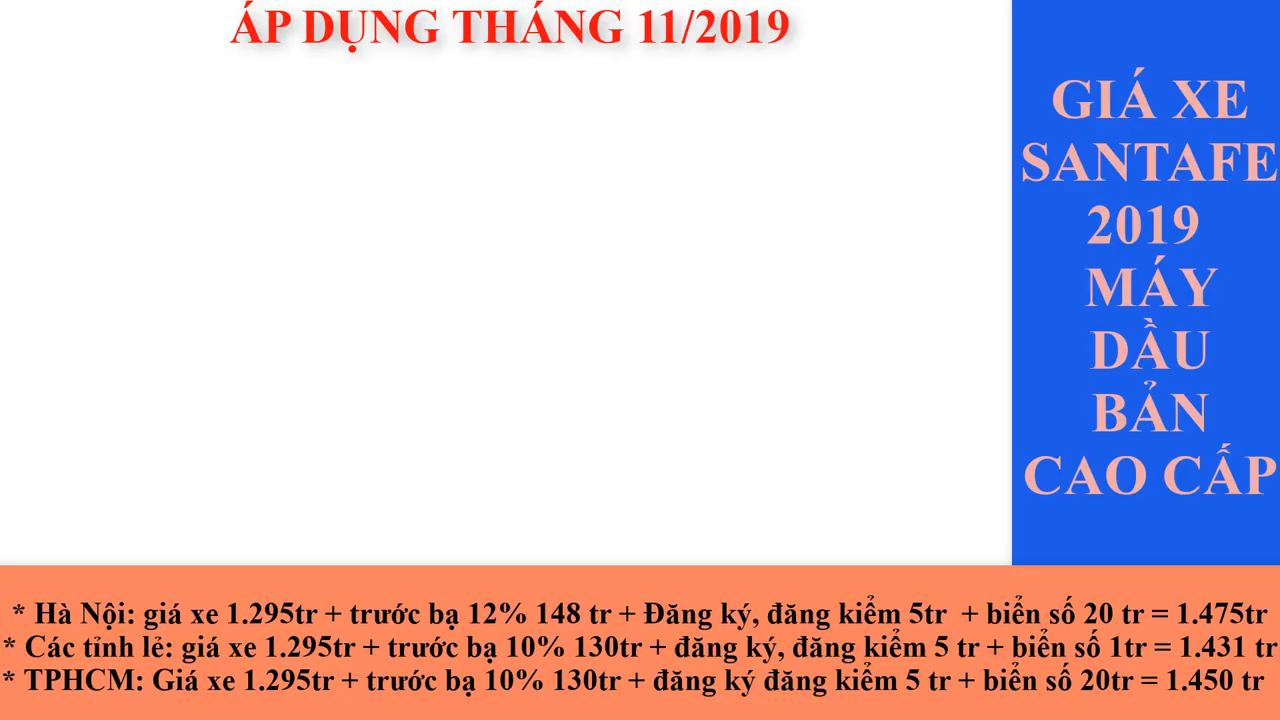 ÁP DỤNG THÁNG 11/2019
GIÁ XE
SANTAFE
2019
MÁY
DẦU
BẢN
CAO CẤP
* Hà Nội: giá xe 1.295tr + trước bạ 12% 148 tr + Đăng ký, đăng kiểm 5tr + biển số 20 tr = 1.475tr
* Các tỉnh lẻ: giá xe 1.295tr + trước bạ 10% 130tr + đăng ký, đăng kiểm 5 tr + biển số 1tr = 1.431 tr
* TPHCM: Giá xe 1.295tr + trước bạ 10% 130tr + đăng ký đăng kiểm 5 tr + biển số 20tr = 1.450 tr